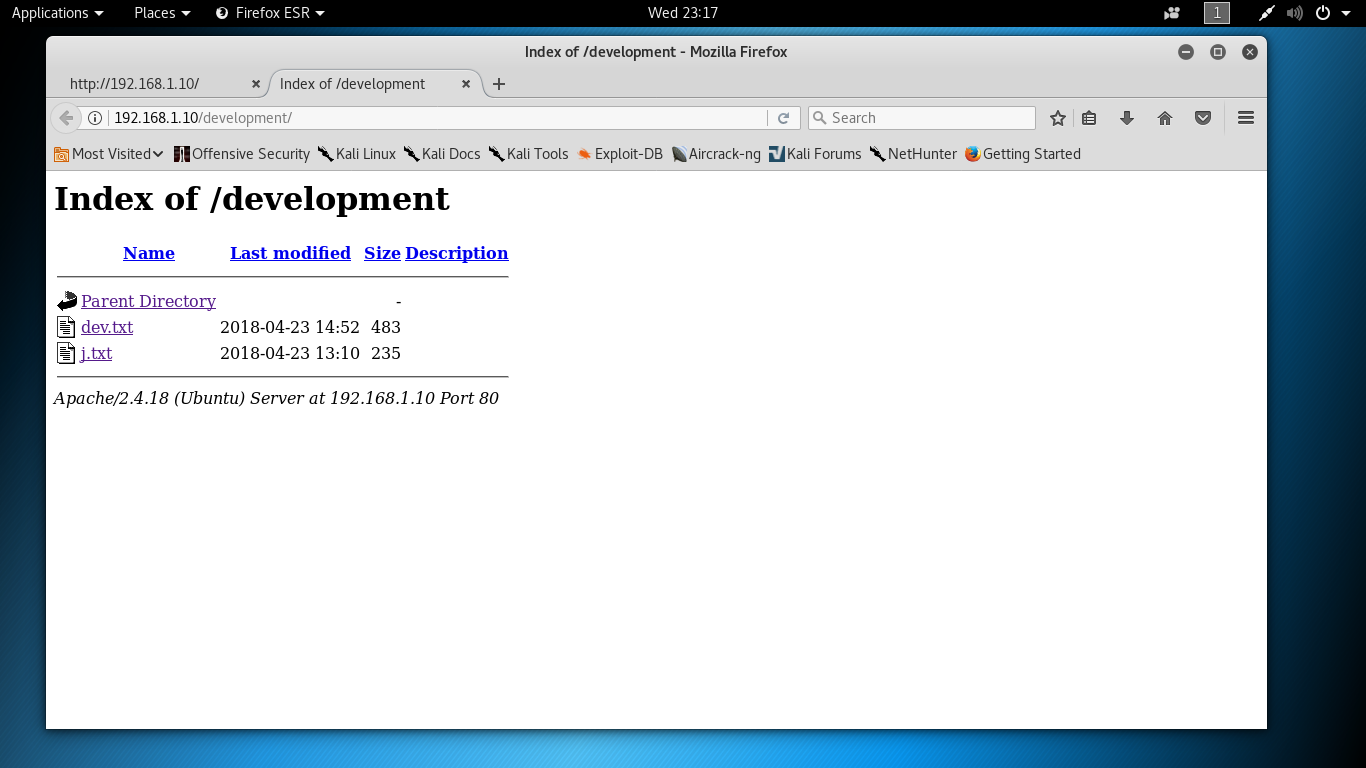 Applications Places Firefox ESR Wed 23:17 1
Index of /development - Mozilla Firefox
http://192.168.1.10/ Index of /development
192.168.1.10/development/ Search
Most Visited Offensive Security Kali Linux Kali Docs Kali Tools Exploit-DB Aircrack-ng Kali Forums NetHunter Getting Started
Index of /development
Name Last modified Size Description
Parent Directory -
dev.txt 2018-04-23 14:52 483
j.txt 2018-04-23 13:10 235
Apache/2.4.18 (Ubuntu) Server at 192.168.1.10 Port 80